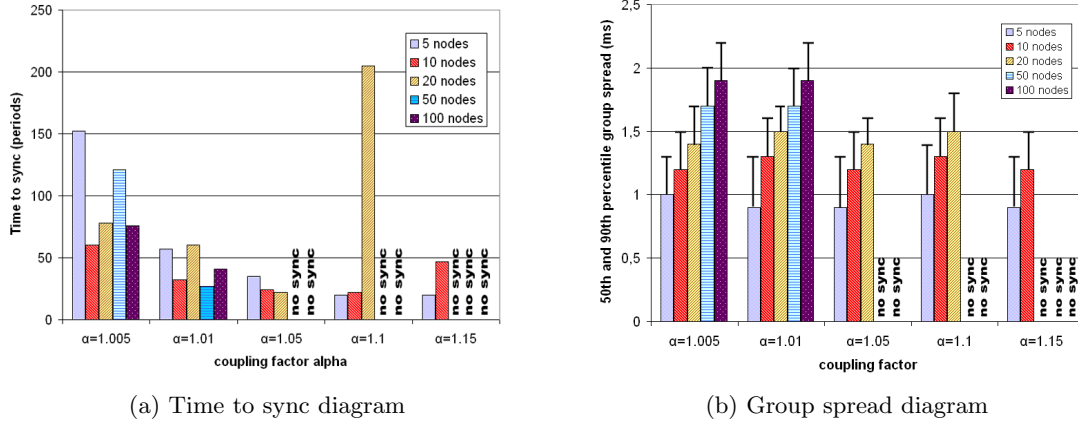 250
200
150
100
50
0
Time to sync (periods)
5 nodes
10 nodes
20 nodes
50 nodes
100 nodes
no sync
no sync
no sync
no sync
no sync
no sync
no sync
α=1.005 α=1.01 α=1.05 α=1.1 α=1.15
coupling factor alpha
(a) Time to sync diagram
2,5
2
1,5
1
0,5
0
50th and 90th percentile group spread (ms)
5 nodes
10 nodes
20 nodes
50 nodes
100 nodes
no sync
no sync
no sync
no sync
no sync
no sync
no sync
α=1.005 α=1.01 α=1.05 α=1.1 α=1.15
coupling factor
(b) Group spread diagram